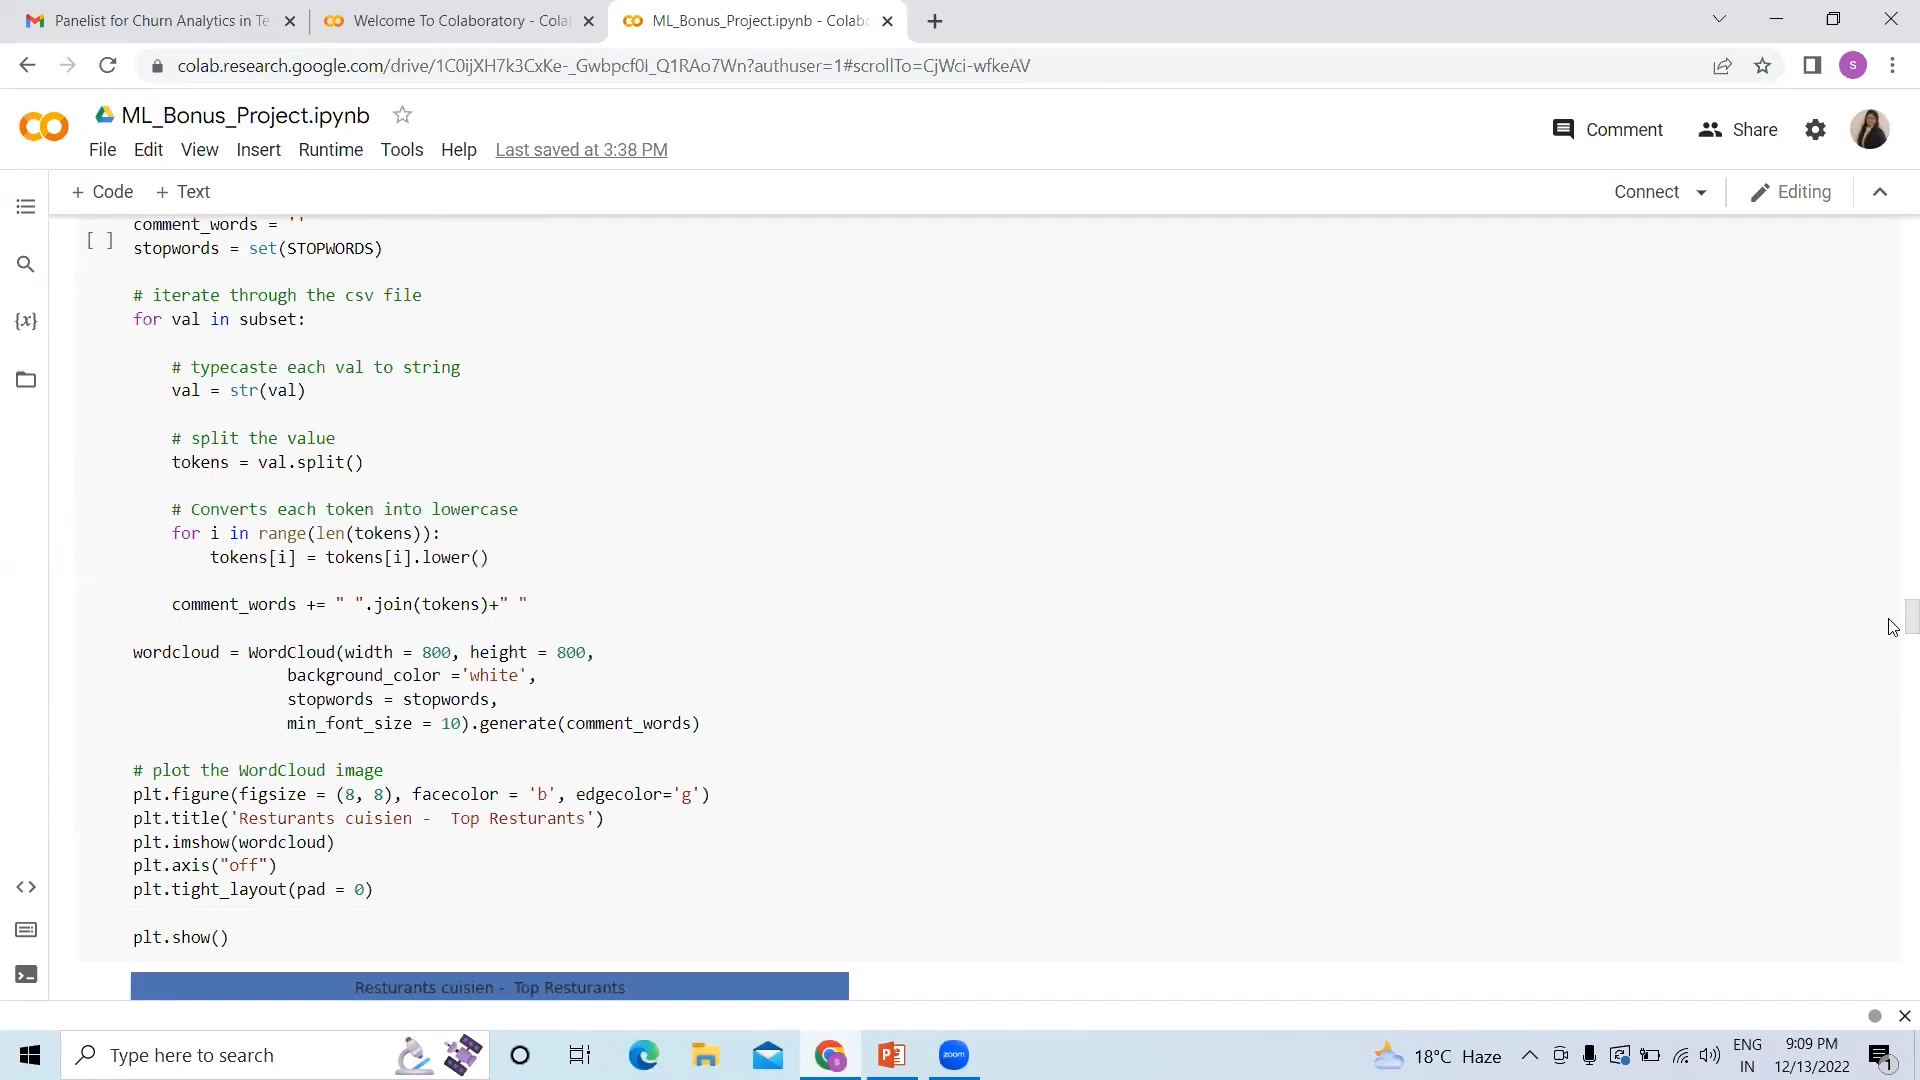 Panelist for Churn Analytics in Te
Welcome To Colaboratory - Cola
ML_Bonus_Project.ipynb - Colabo
colab.research.google.com/drive/1C0ijXH7k3CxKe-_Gwbpcf0I_Q1RAo7Wn?authuser=1#scrollTo=CjWci-wfkeAV
S
ML_Bonus_Project.ipynb
Comment
Share
File Edit View Insert Runtime Tools Help Last saved at 3:38 PM
+ Code + Text
Connect
Editing
comment_words = ''
[ ]
stopwords = set(STOPWORDS)
# iterate through the csv file
for val in subset:
# typecaste each val to string
val = str(val)
# split the value
tokens = val.split()
# Converts each token into lowercase
for i in range(len(tokens)):
tokens[i] = tokens[i].lower()
comment_words += " ".join(tokens)+" "
wordcloud = WordCloud(width = 800, height = 800,
background_color ='white',
stopwords = stopwords,
min_font_size = 10).generate(comment_words)
# plot the WordCloud image
plt.figure(figsize = (8, 8), facecolor = 'b', edgecolor='g')
plt.title('Resturants cuisien -  Top Resturants')
plt.imshow(wordcloud)
plt.axis("off")
plt.tight_layout(pad = 0)
plt.show()
Resturants cuisien -  Top Resturants
Type here to search
zoom
18°C Haze
ENG
IN
9:09 PM
12/13/2022
1